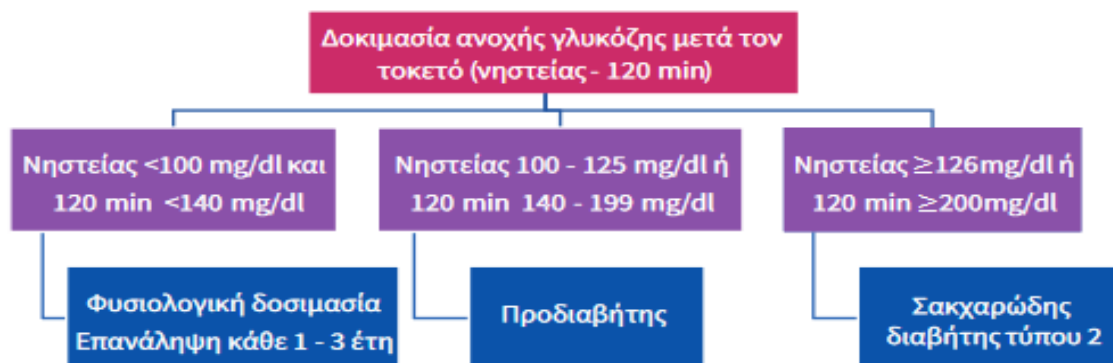 Δοκιμασία ανοχής γλυκόζης μετά τον
τοκετό (νηστείας - 120 min)
Νηστείας <100 mg/dl και
120 min <140 mg/dl
Νηστείας 100 - 125 mg/dl ή
120 min 140 - 199 mg/dl
Νηστείας ≥126mg/dl ή
120 min ≥200mg/dl
Φυσιολογική δοσιμασία
Επανάληψη κάθε 1 - 3 έτη
Προδιαβήτης
Σακχαρώδης
διαβήτης τύπου 2